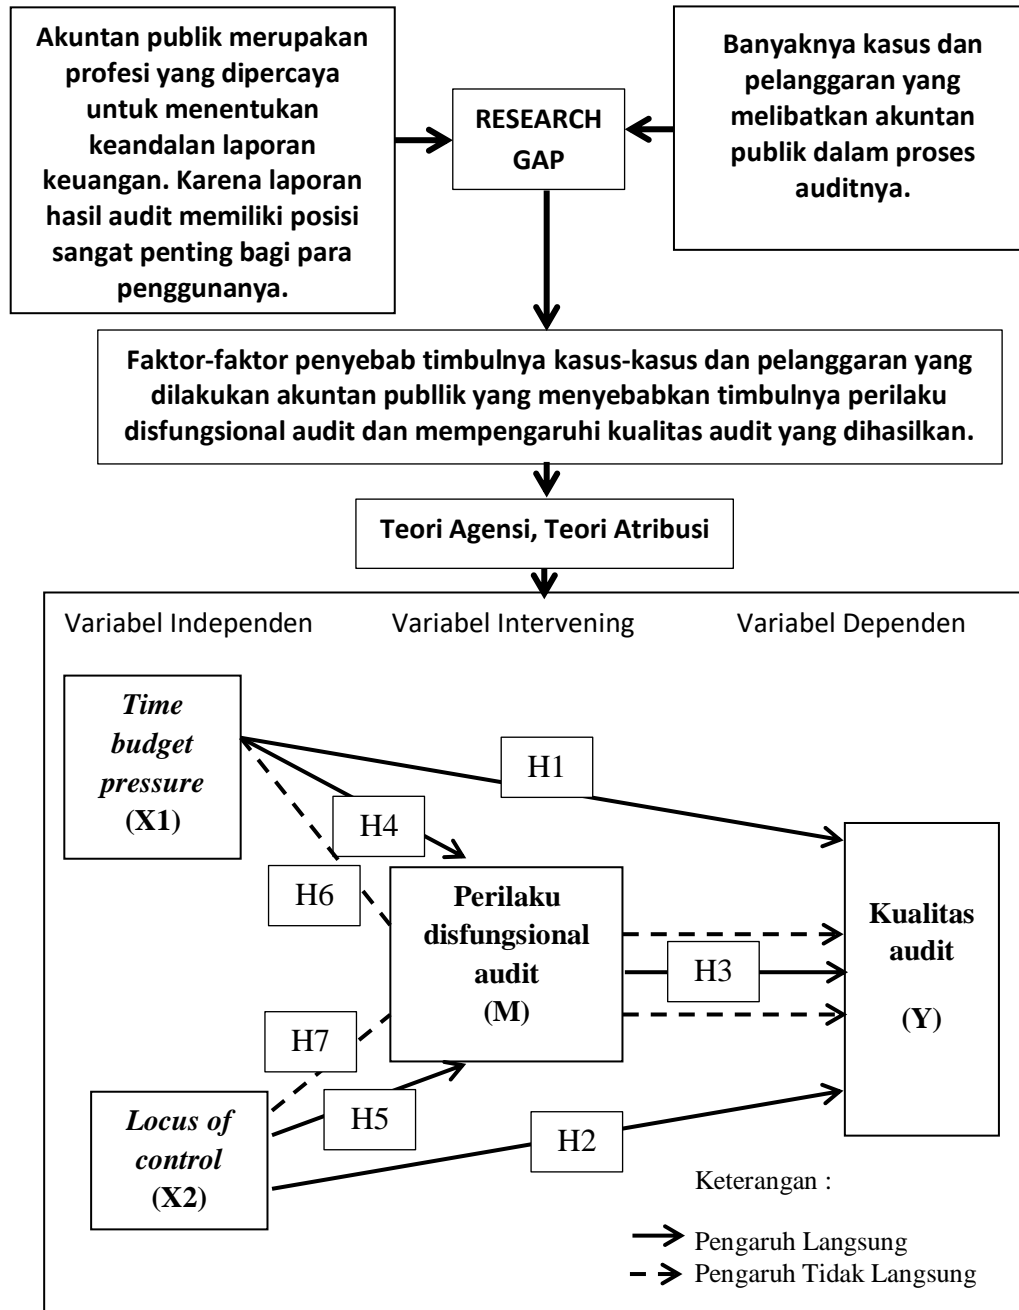 Akuntan publik merupakan
profesi yang dipercaya
untuk menentukan
keandalan laporan
keuangan. Karena laporan
hasil audit memiliki posisi
sangat penting bagi para
penggunanya.
RESEARCH
GAP
Banyaknya kasus dan
pelanggaran yang
melibatkan akuntan
publik dalam proses
auditnya.
Faktor-faktor penyebab timbulnya kasus-kasus dan pelanggaran yang
dilakukan akuntan publlik yang menyebabkan timbulnya perilaku
disfungsional audit dan mempengaruhi kualitas audit yang dihasilkan.
Teori Agensi, Teori Atribusi
Variabel Independen
Variabel Intervening
Variabel Dependen
Time
budget
pressure
(X1)
H1
H4
H6
Perilaku
disfungsional
audit
(M)
H3
Kualitas
audit
(Y)
H7
H5
H2
Locus of
control
(X2)
Keterangan :
Pengaruh Langsung
Pengaruh Tidak Langsung